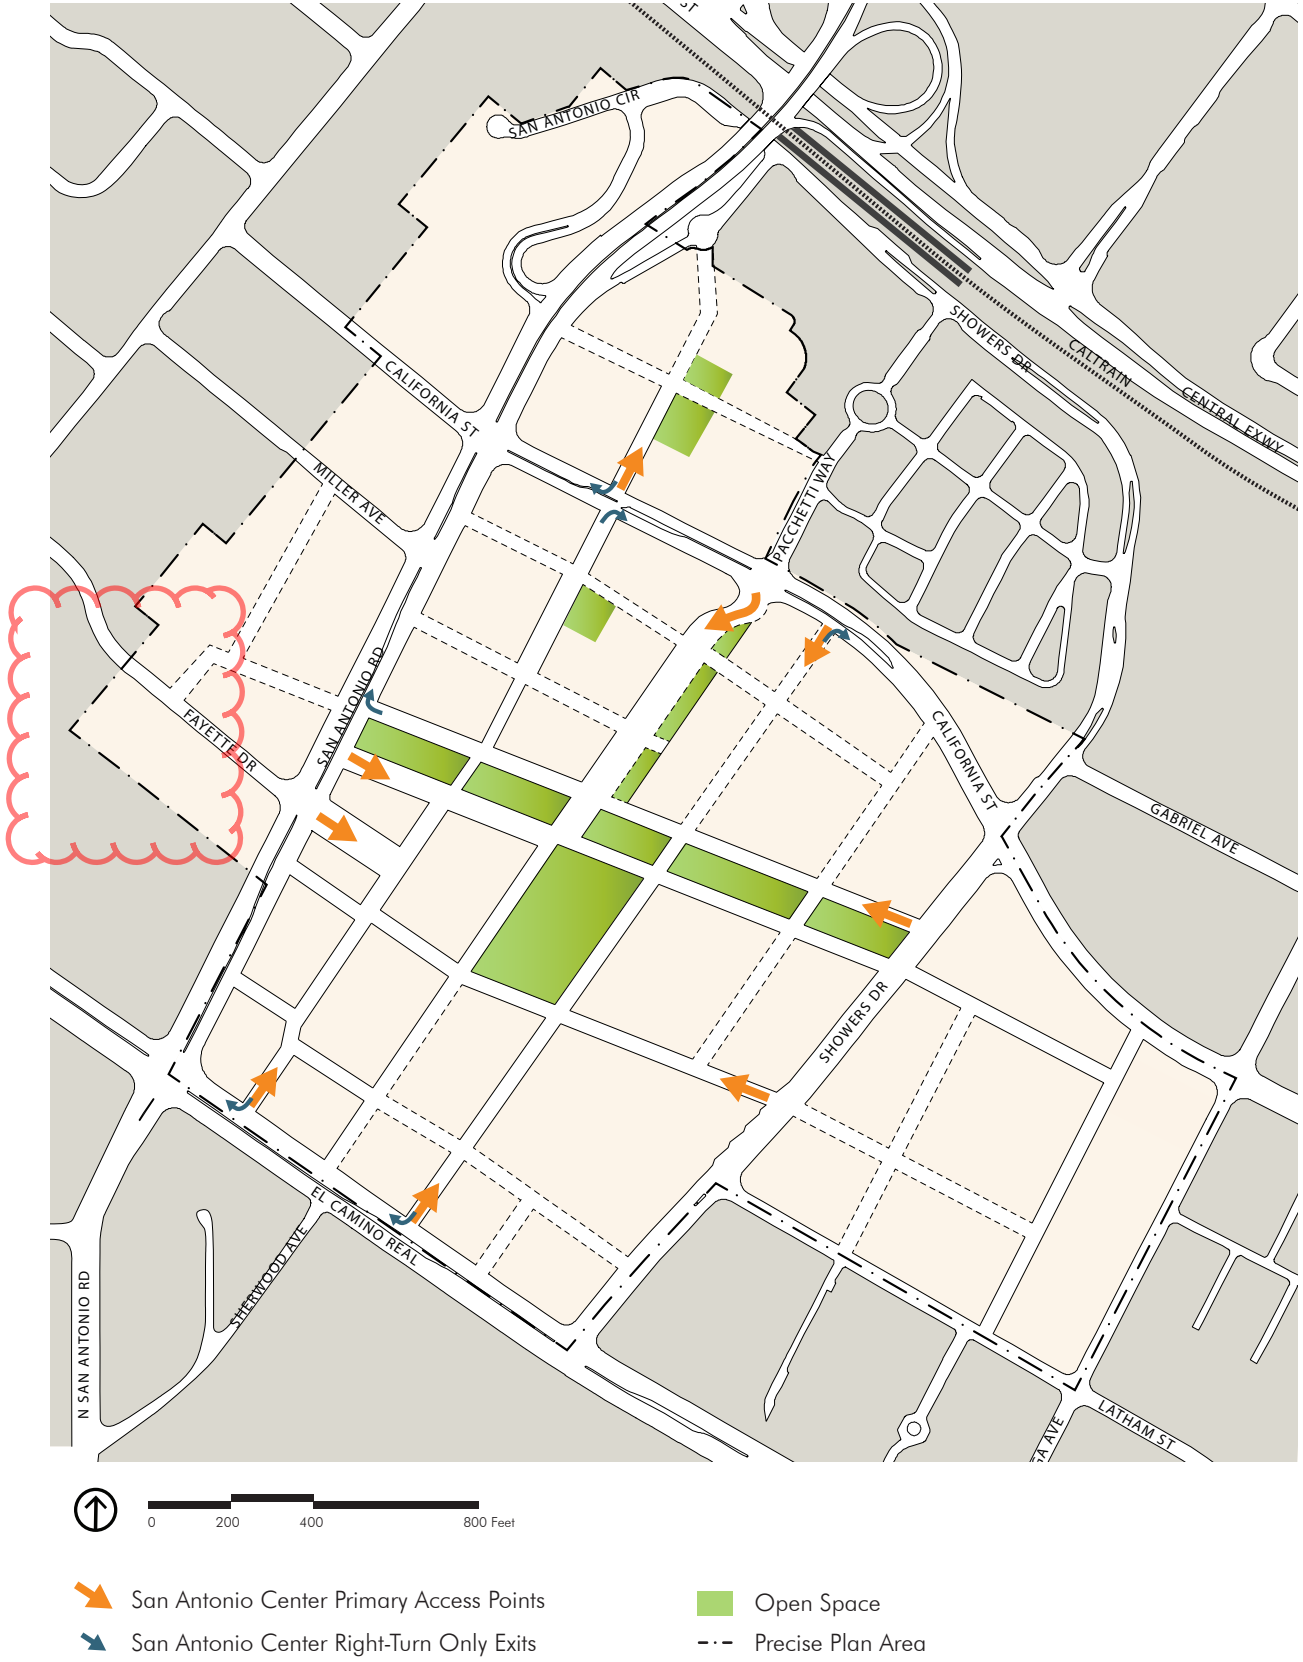 ST
SAN ANTONIO CIR
SHOWERS DR
CALTRAIN
CENTRAL EXWY
CALIFORNIA ST
MILLER AVE
PACCHETTI WAY
SAN ANTONIO RD
FAYETTE DR
CALIFORNIA ST
GABRIEL AVE
SHOWERS DR
EL CAMINO REAL
SHERWOOD AVE
N SAN ANTONIO RD
LATHAM ST
GA AVE
0 200 400 800 Feet
San Antonio Center Primary Access Points
San Antonio Center Right-Turn Only Exits
Open Space
Precise Plan Area